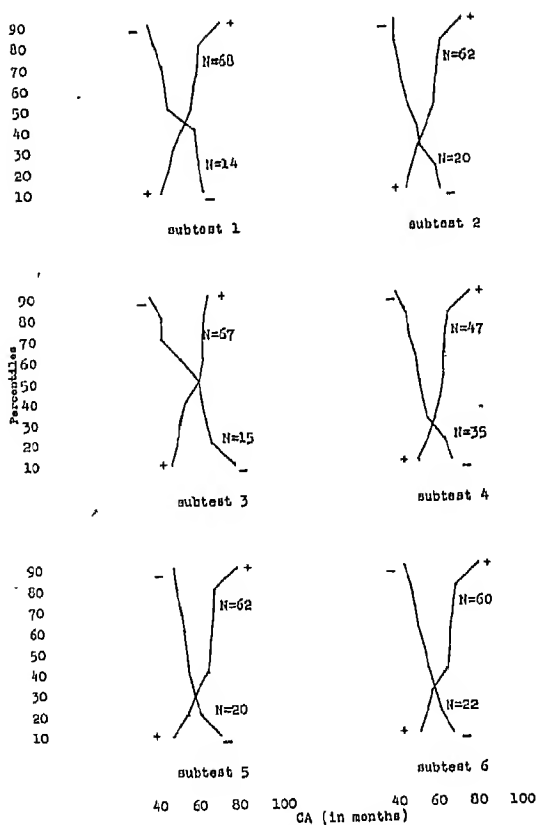 90
80
70
60
50
40
30
20
10
− +
N=68
N=14
+ −
subtest 1
− +
N=62
N=20
+ −
subtest 2
Percentiles
90
80
70
60
50
40
30
20
10
− +
N=67
N=15
+ −
subtest 3
− +
N=47
N=35
+ −
subtest 4
90
80
70
60
50
40
30
20
10
− +
N=62
N=20
+ −
subtest 5
− +
N=60
N=22
+ −
subtest 6
40 60 80 100 40 60 80 100
CA (in months)